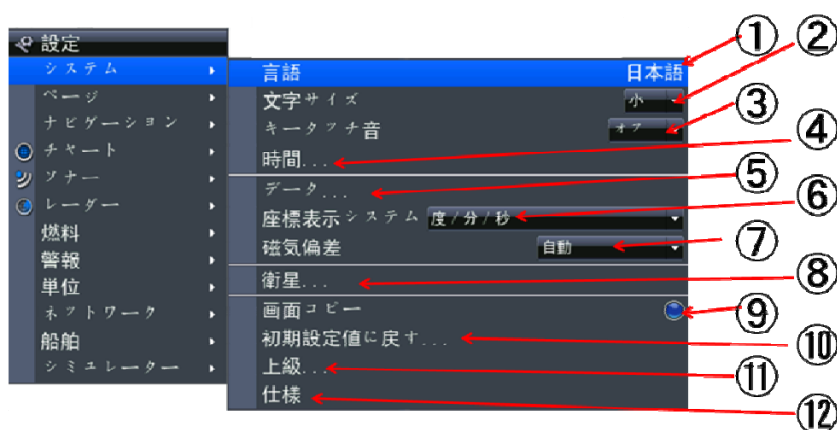 設定
システム
ページ
ナビゲーション
チャート
ソナー
レーダー
燃料
警報
単位
ネットワーク
船舶
シミュレーター
言語 日本語 ①
文字サイズ 小 ②
キータッチ音 オフ ③
時間... ④
データ... ⑤
座標表示システム 度/分/秒 ⑥
磁気偏差 自動 ⑦
衛星... ⑧
画面コピー ⑨
初期設定値に戻す... ⑩
上級... ⑪
仕様 ⑫